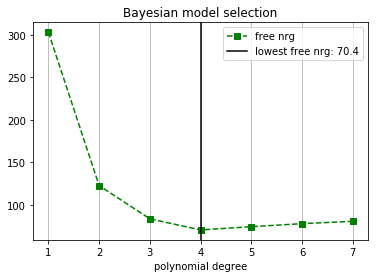 Bayesian model selection
free nrg
lowest free nrg: 70.4
300
250
200
150
100
1 2 3 4 5 6 7
polynomial degree